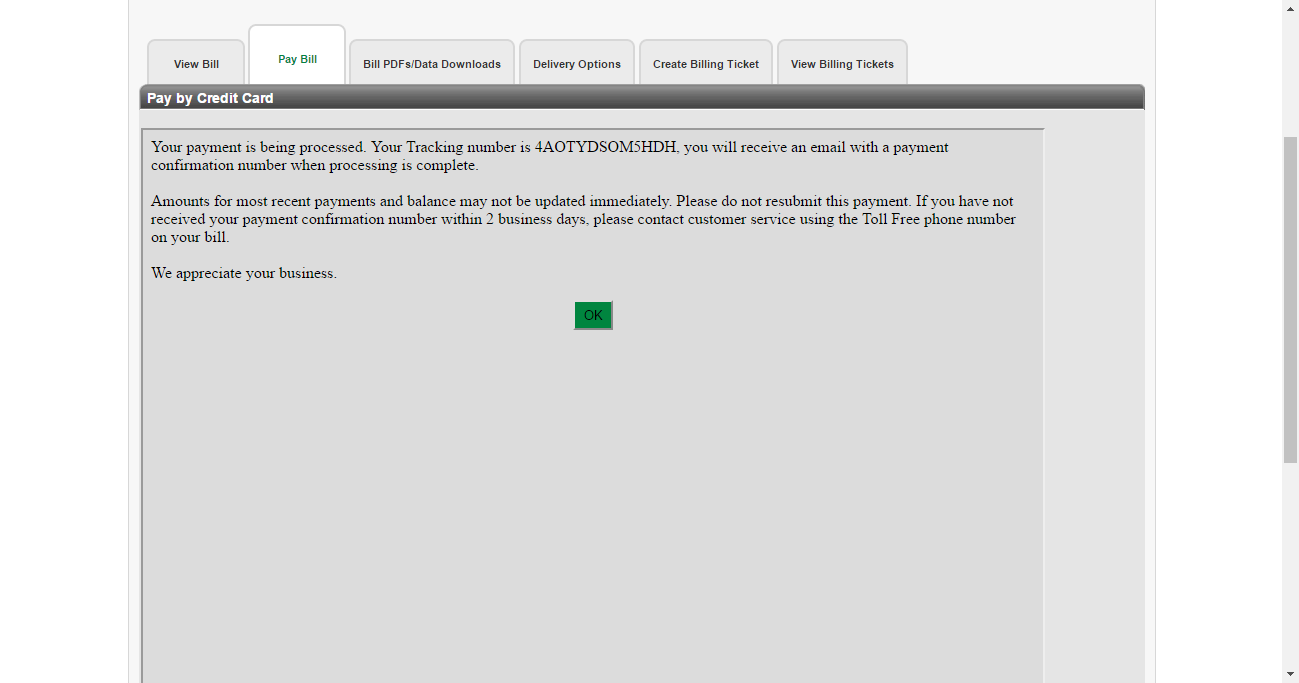 View Bill
Pay Bill
Bill PDFs/Data Downloads
Delivery Options
Create Billing Ticket
View Billing Tickets
Pay by Credit Card
Your payment is being processed. Your Tracking number is 4AOTYDSOM5HDH, you will receive an email with a payment
confirmation number when processing is complete.
Amounts for most recent payments and balance may not be updated immediately. Please do not resubmit this payment. If you have not
received your payment confirmation number within 2 business days, please contact customer service using the Toll Free phone number
on your bill.
We appreciate your business.
OK